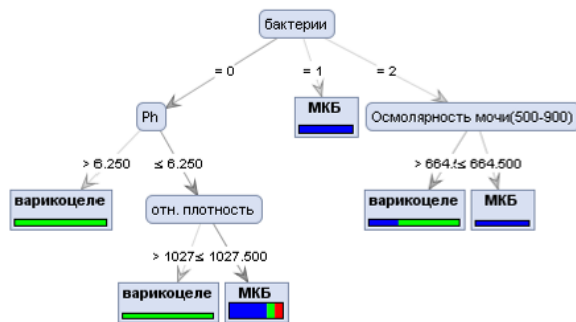 бактерии
= 0
= 1
= 2
Ph
МКБ
Осмолярность мочи(500-900)
> 6.250
≤ 6.250
≤ 664.500
варикоцеле
отн. плотность
варикоцеле
МКБ
> 1027
≤ 1027.500
варикоцеле
МКБ